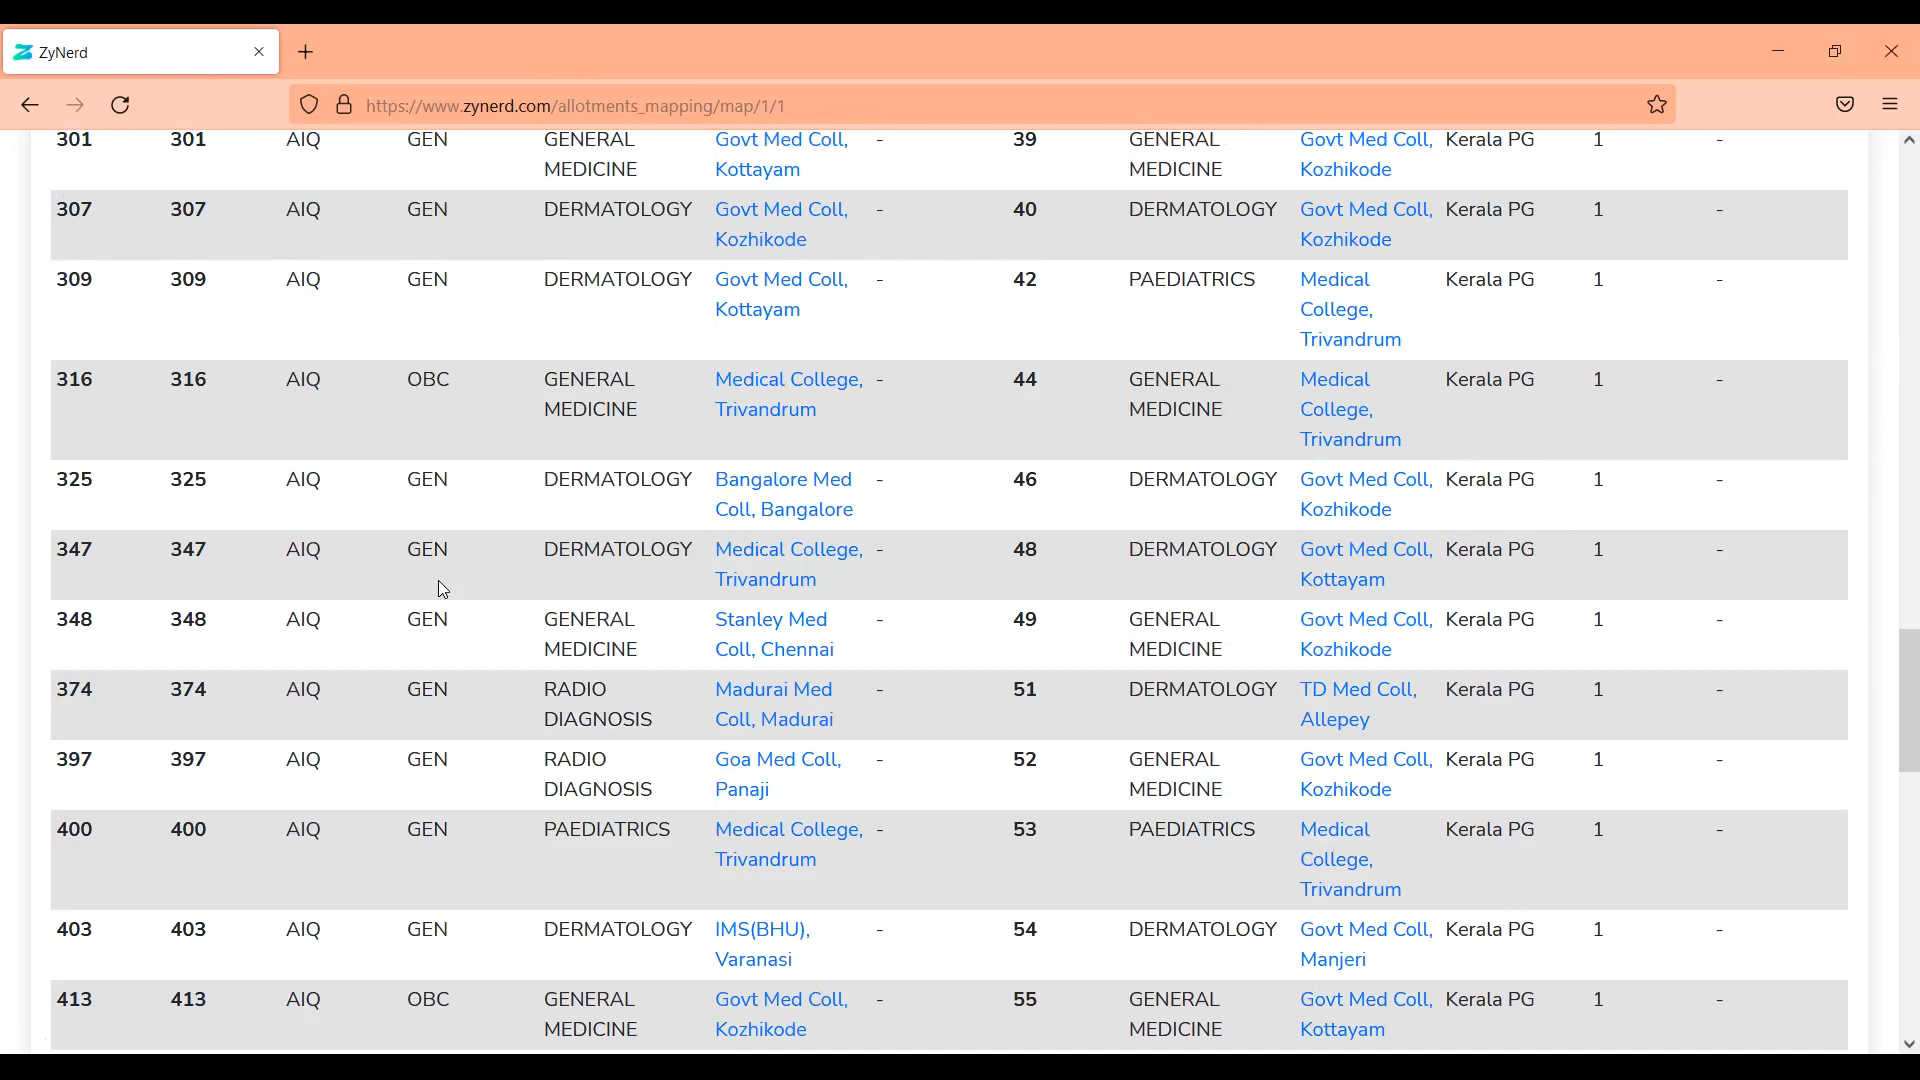 ZyNerd
https://www.zynerd.com/allotments_mapping/map/1/1
301 301 AIQ GEN GENERAL Govt Med Coll, - 39 GENERAL Govt Med Coll, Kerala PG 1 -
MEDICINE Kottayam MEDICINE Kozhikode
307 307 AIQ GEN DERMATOLOGY Govt Med Coll, - 40 DERMATOLOGY Govt Med Coll, Kerala PG 1 -
Kozhikode Kozhikode
309 309 AIQ GEN DERMATOLOGY Govt Med Coll, - 42 PAEDIATRICS Medical Kerala PG 1 -
Kottayam College,
Trivandrum
316 316 AIQ OBC GENERAL Medical College, - 44 GENERAL Medical Kerala PG 1 -
MEDICINE Trivandrum MEDICINE College,
Trivandrum
325 325 AIQ GEN DERMATOLOGY Bangalore Med - 46 DERMATOLOGY Govt Med Coll, Kerala PG 1 -
Coll, Bangalore Kozhikode
347 347 AIQ GEN DERMATOLOGY Medical College, - 48 DERMATOLOGY Govt Med Coll, Kerala PG 1 -
Trivandrum Kottayam
348 348 AIQ GEN GENERAL Stanley Med - 49 GENERAL Govt Med Coll, Kerala PG 1 -
MEDICINE Coll, Chennai MEDICINE Kozhikode
374 374 AIQ GEN RADIO Madurai Med - 51 DERMATOLOGY TD Med Coll, Kerala PG 1 -
DIAGNOSIS Coll, Madurai Allepey
397 397 AIQ GEN RADIO Goa Med Coll, - 52 GENERAL Govt Med Coll, Kerala PG 1 -
DIAGNOSIS Panaji MEDICINE Kozhikode
400 400 AIQ GEN PAEDIATRICS Medical College, - 53 PAEDIATRICS Medical Kerala PG 1 -
Trivandrum College,
Trivandrum
403 403 AIQ GEN DERMATOLOGY IMS(BHU), - 54 DERMATOLOGY Govt Med Coll, Kerala PG 1 -
Varanasi Manjeri
413 413 AIQ OBC GENERAL Govt Med Coll, - 55 GENERAL Govt Med Coll, Kerala PG 1 -
MEDICINE Kozhikode MEDICINE Kottayam